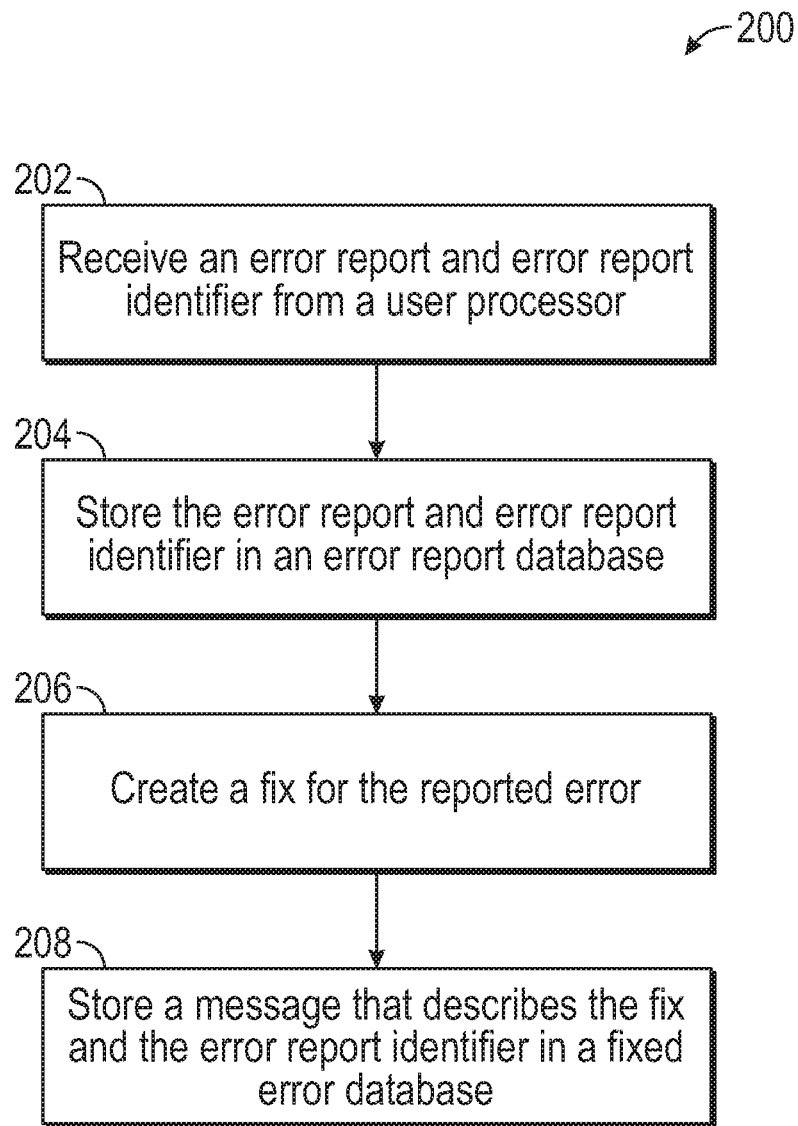 200
202
Receive an error report and error report
identifier from a user processor
204
Store the error report and error report
identifier in an error report database
206
Create a fix for the reported error
208
Store a message that describes the fix
and the error report identifier in a fixed
error database